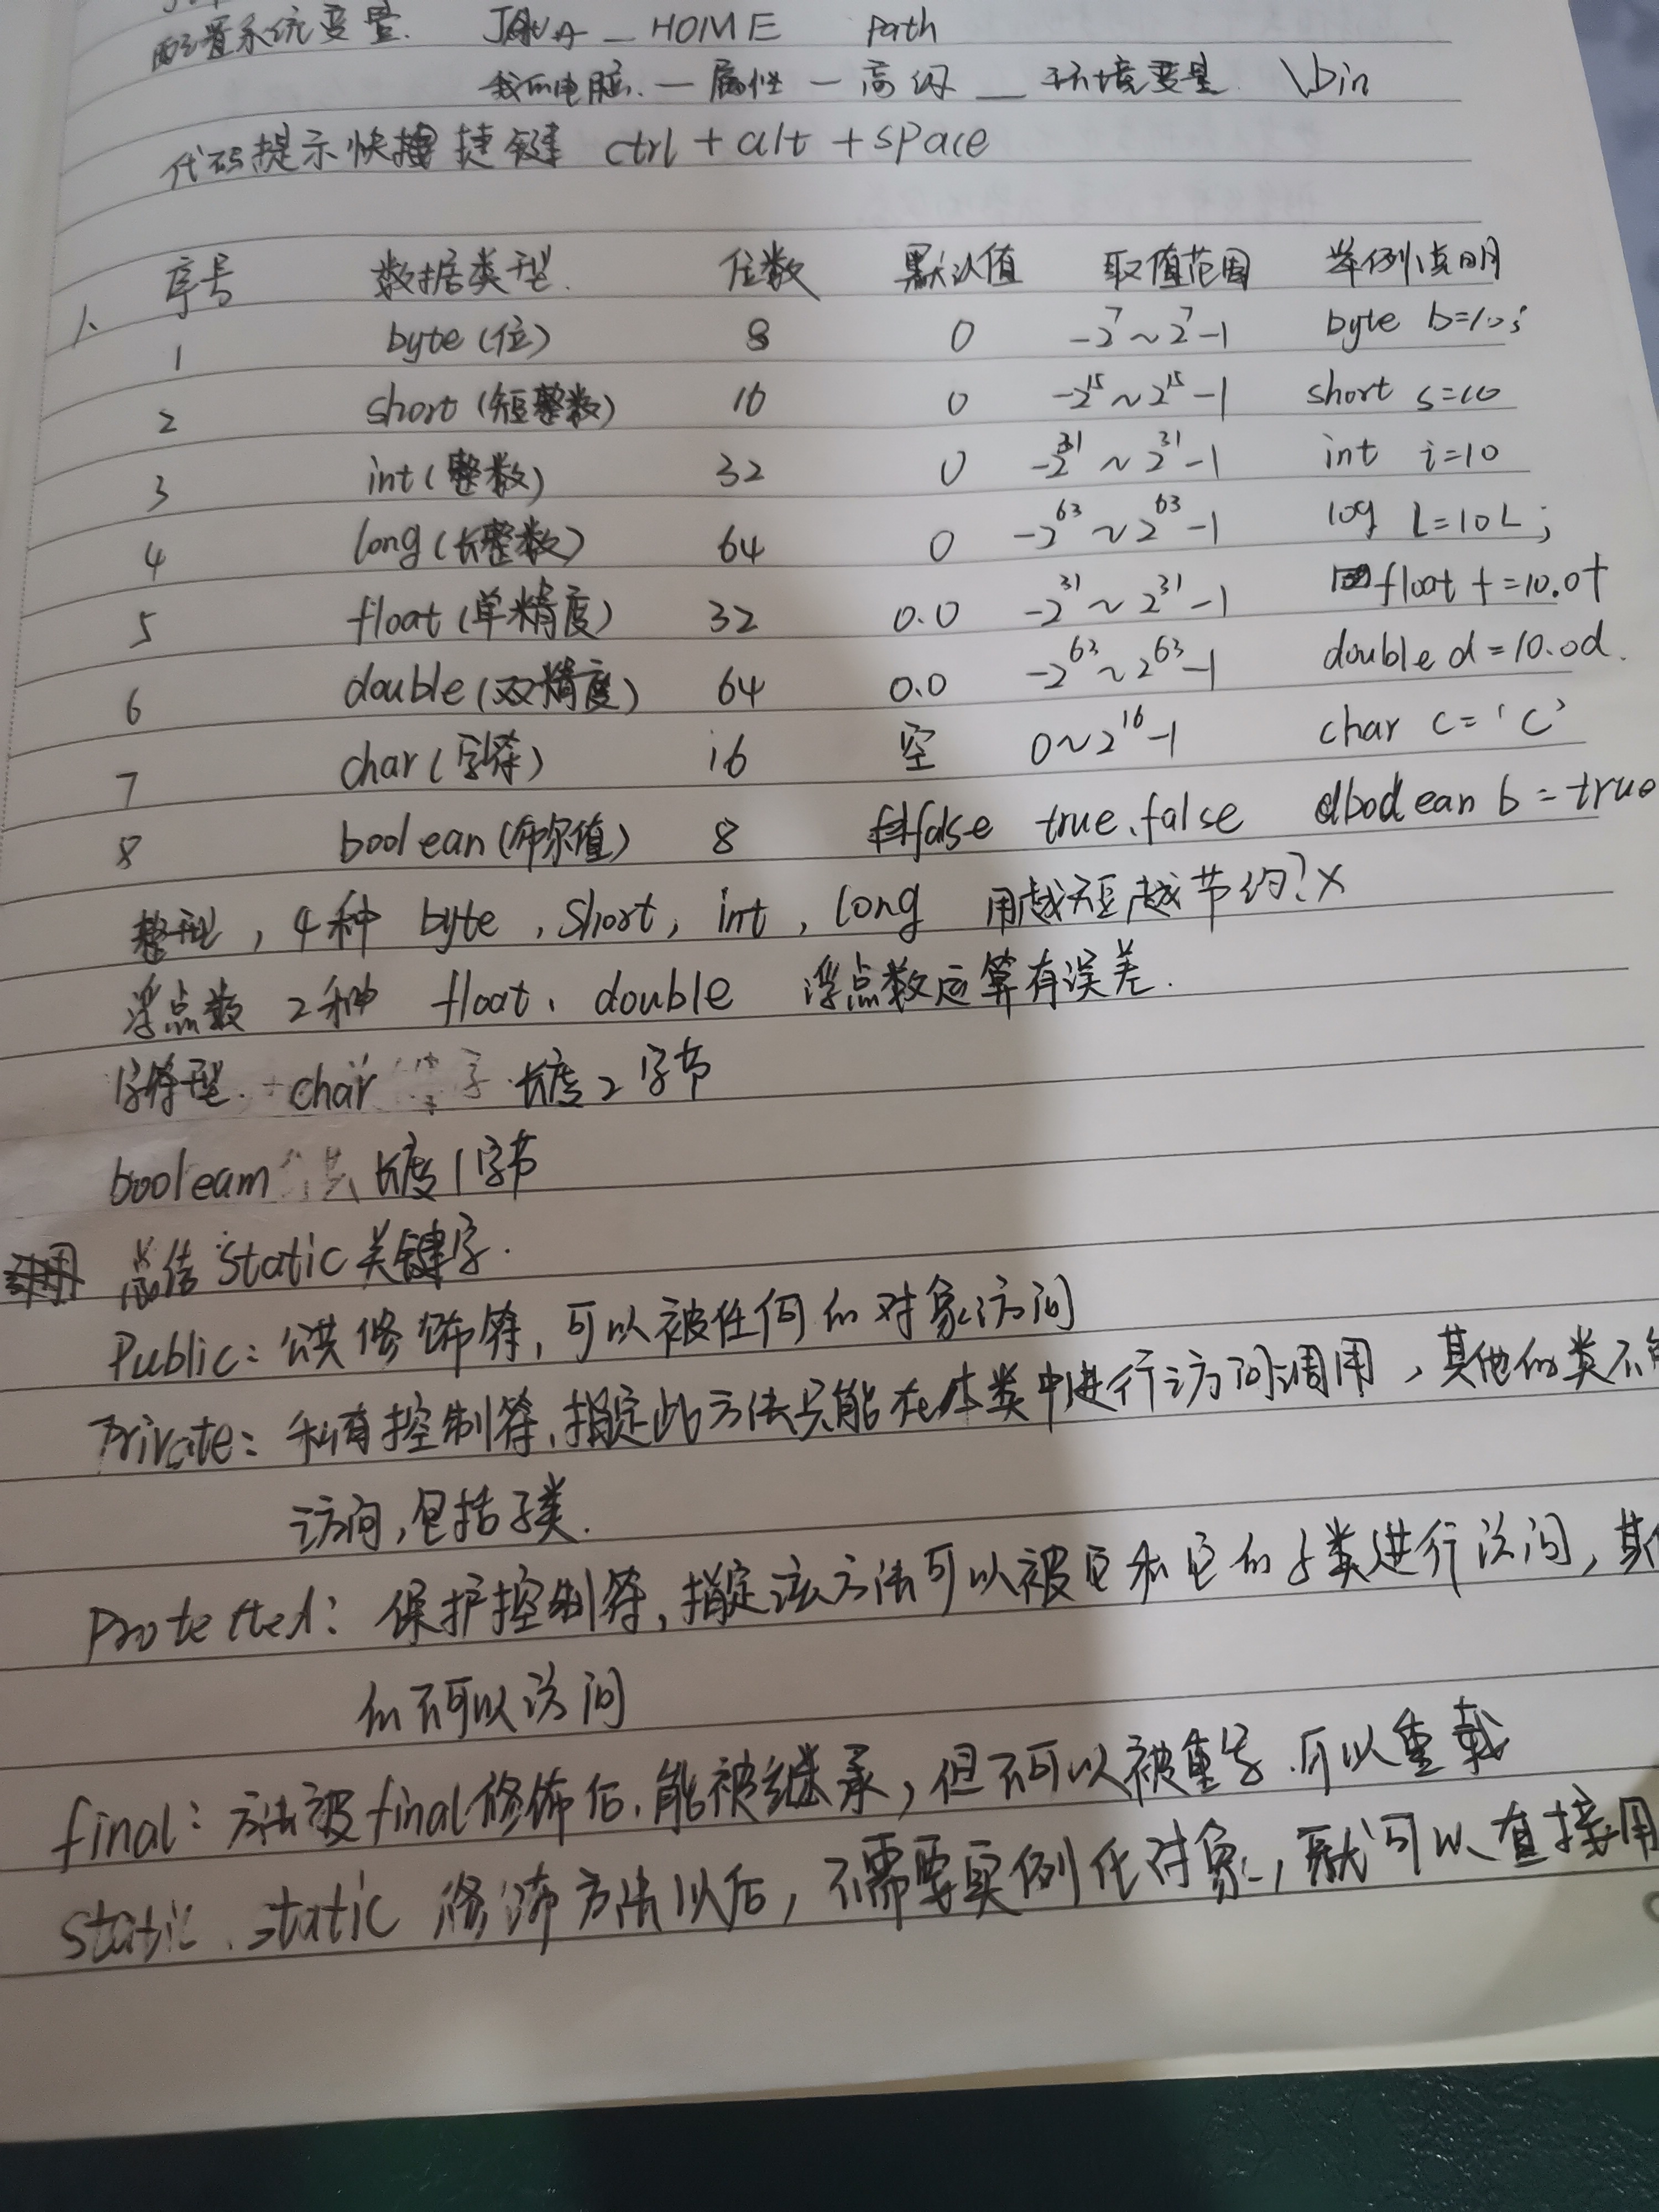 配置系统变量. JAVA_HOME Path
我的电脑.—属性—高级—环境变量. \bin
代码提示快捷键 ctrl+alt+space
1、序号 数据类型. 位数 默认值 取值范围 举例说明
1 byte(位) 8 0 -2^7~2^7-1 byte b=10;
2 short(短整数) 16 0 -2^15~2^15-1 short s=10
3 int(整数) 32 0 -2^31~2^31-1 int i=10
4 long(长整数) 64 0 -2^63~2^63-1 log L=10L;
5 float(单精度) 32 0.0 -2^31~2^31-1 float f=10.0f
6 double(双精度) 64 0.0 -2^63~2^63-1 double d=10.0d.
7 char(字符) 16 空 0~2^16-1 char c='c'
8 boolean(布尔值) 8 false true、false boolean b=true
整型，4种 byte，short，int，long 用越短越节约?×
浮点数 2种 float、double 浮点数运算有误差.
字符型. char 长度2字节
booleam 长度1字节
总结static关键字.
Public：公共修饰符，可以被任何的对象访问
Private：私有控制符，指定此方法只能在本类中进行访问调用，其他的类不能
访问，包括子类.
Protetted：保护控制符，指定该方法可以被它和它的子类进行访问，其他
的不可以访问
final：方法被final修饰后，能被继承，但不可以被重写.可以重载
static.static 修饰方法以后，不需要实例化对象，就可以直接用